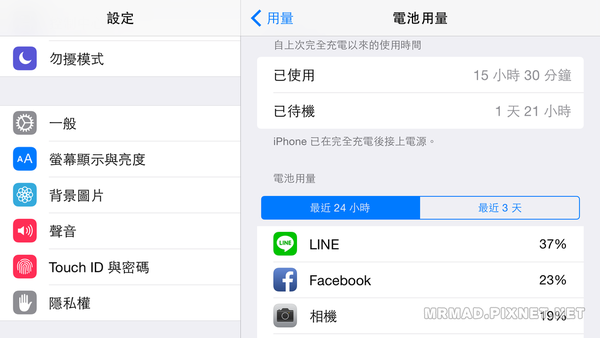 設定
勿擾模式
一般
AA
螢幕顯示與亮度
背景圖片
聲音
Touch ID 與密碼
隱私權
用量
電池用量
自上次完全充電以來的使用時間
已使用
15 小時 30 分鐘
已待機
1 天 21 小時
iPhone 已在完全充電後接上電源。
電池用量
最近 24 小時
最近 3 天
LINE
LINE
37%
Facebook
23%
相機
19%
MRMAD.PIXNET.NET